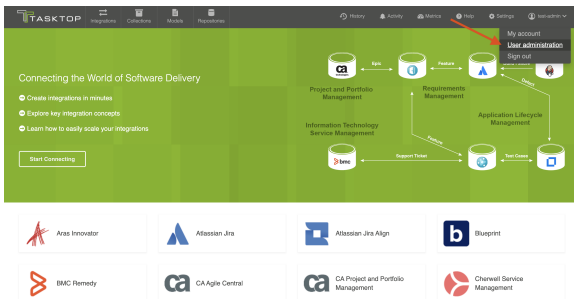 TASKTOP
Integrations
Collections
Models
Repositories
History
Activity
Metrics
Help
Settings
test-admin
My account
User administration
Sign out
Connecting the World of Software Delivery
Create integrations in minutes
Explore key integration concepts
Learn how to easily scale your integrations
Start Connecting
ca
Epic
Feature
Defect
Project and Portfolio
Management
Requirements
Management
Application Lifecycle
Management
Information Technology
Service Management
Feature
bmc
Support Ticket
Test Cases
Aras Innovator
Atlassian Jira
Atlassian Jira Align
b
Blueprint
BMC Remedy
ca
CA Agile Central
ca
CA Project and Portfolio
Management
Cherwell Service
Management